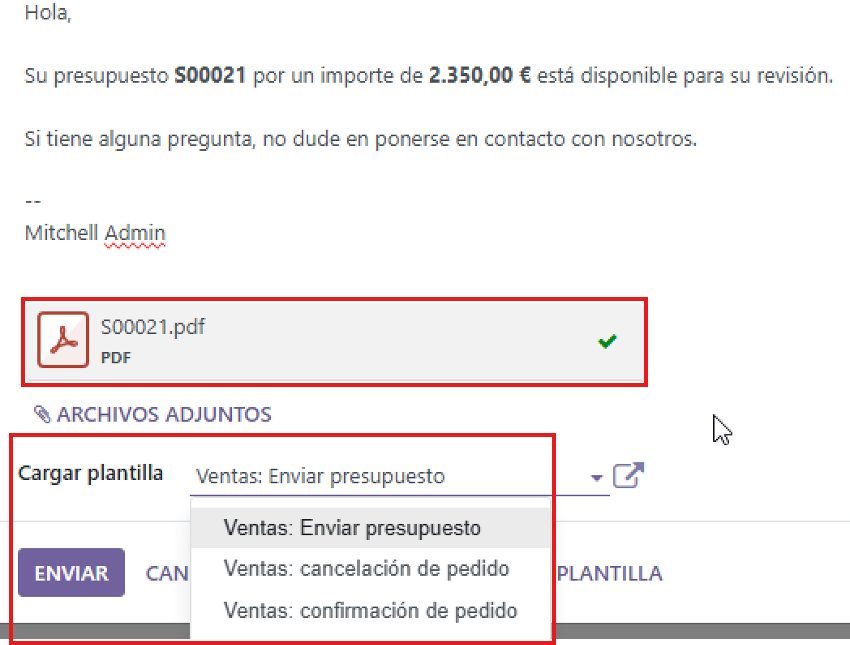 Hola,
Su presupuesto S00021 por un importe de 2.350,00 € está disponible para su revisión.
Si tiene alguna pregunta, no dude en ponerse en contacto con nosotros.
--
Mitchell Admin
S00021.pdf
PDF
ARCHIVOS ADJUNTOS
Cargar plantilla Ventas: Enviar presupuesto
Ventas: Enviar presupuesto
ENVIAR CAN Ventas: cancelación de pedido PLANTILLA
Ventas: confirmación de pedido